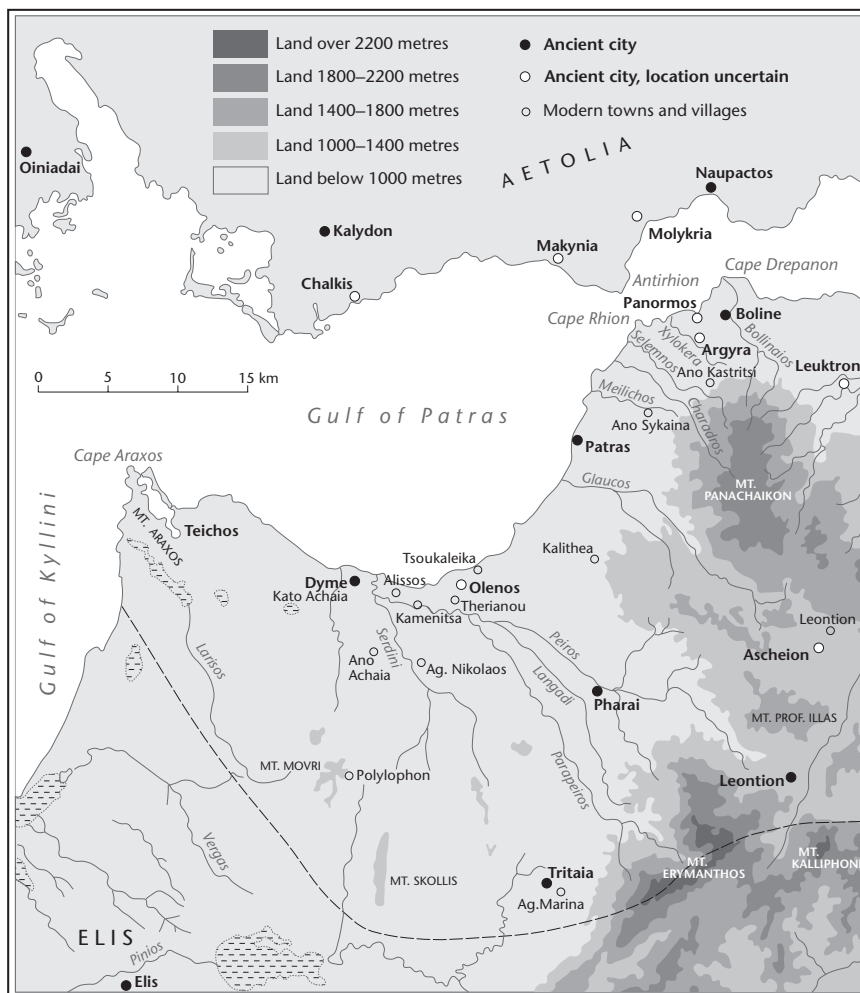 Land over 2200 metres
Land 1800–2200 metres
Land 1400–1800 metres
Land 1000–1400 metres
Land below 1000 metres
Ancient city
Ancient city, location uncertain
Modern towns and villages
AETOLIA
Oiniadai
Naupactos
Kalydon
Molykria
Makynia
Chalkis
Antirhion
Cape Drepanon
Panormos
Cape Rhion
Boline
Xylokera
Selemnos
Argyra
Bollinaios
Leuktron
Ano Kastritsi
0 5 10 15 km
Meilichos
Charadros
Ano Sykaina
Gulf of Patras
Patras
Cape Araxos
Glaucos
MT.
PANACHAIKON
MT. ARAXOS
Teichos
Gulf of Kyllini
Tsoukaleika
Kalithea
Dyme
Kato Achaia
Alissos
Olenos
Therianou
Kamenitsa
Leontion
Ascheion
Larisos
Serdini
Peiros
Ano
Achaia
Ag. Nikolaos
Langadi
Pharai
MT. PROF. ILLAS
MT. MOVRI
Polylophon
Parapeiros
Leontion
Vergas
MT. SKOLLIS
Tritaia
Ag.Marina
MT.
ERYMANTHOS
MT.
KALLIPHONI
ELIS
Pinios
Elis